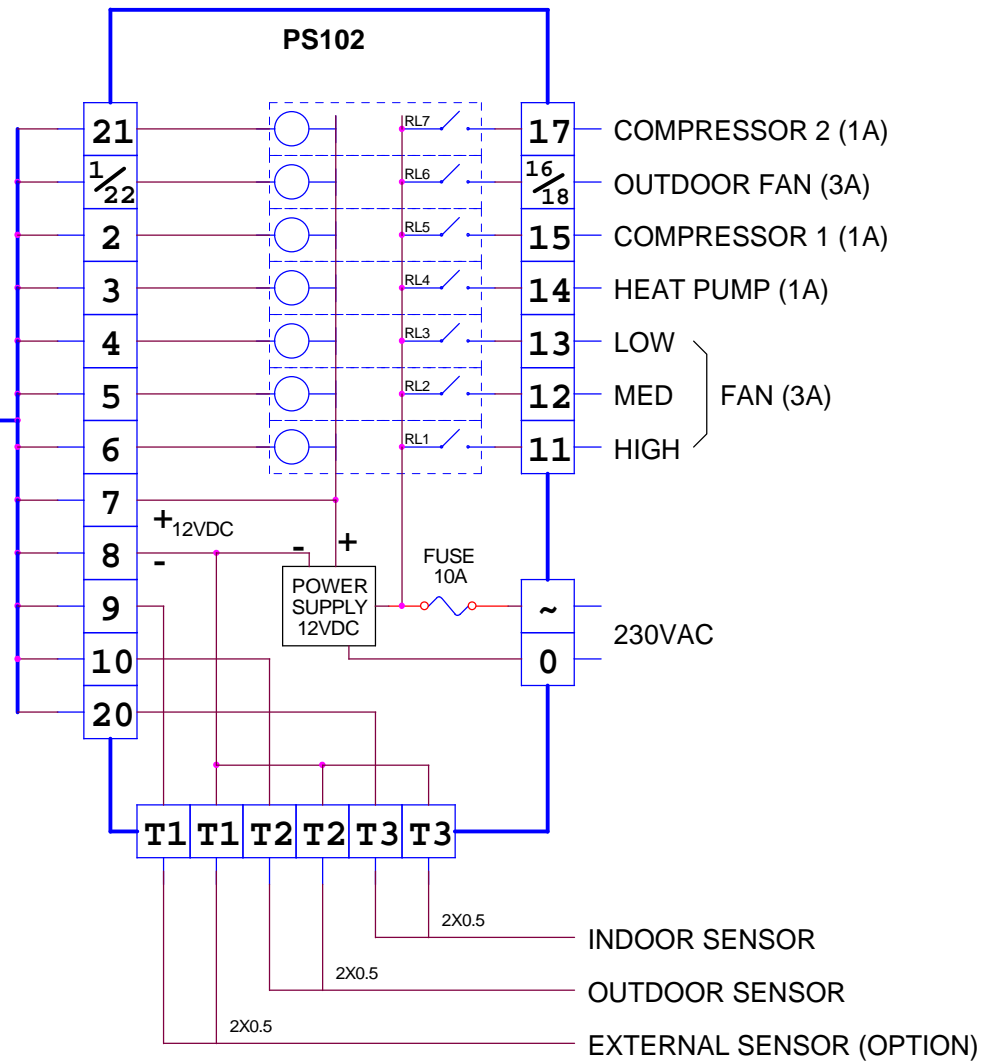 PS102
21 RL7 17 COMPRESSOR 2 (1A)
1/22 RL6 16/18 OUTDOOR FAN (3A)
2 RL5 15 COMPRESSOR 1 (1A)
3 RL4 14 HEAT PUMP (1A)
4 RL3 13 LOW
5 RL2 12 MED FAN (3A)
6 RL1 11 HIGH
7
+ 12VDC
8 - - +
FUSE
10A
POWER
SUPPLY
12VDC
9 ~
230VAC
10 0
20
T1 T1 T2 T2 T3 T3
2X0.5
INDOOR SENSOR
2X0.5
OUTDOOR SENSOR
2X0.5
EXTERNAL SENSOR (OPTION)